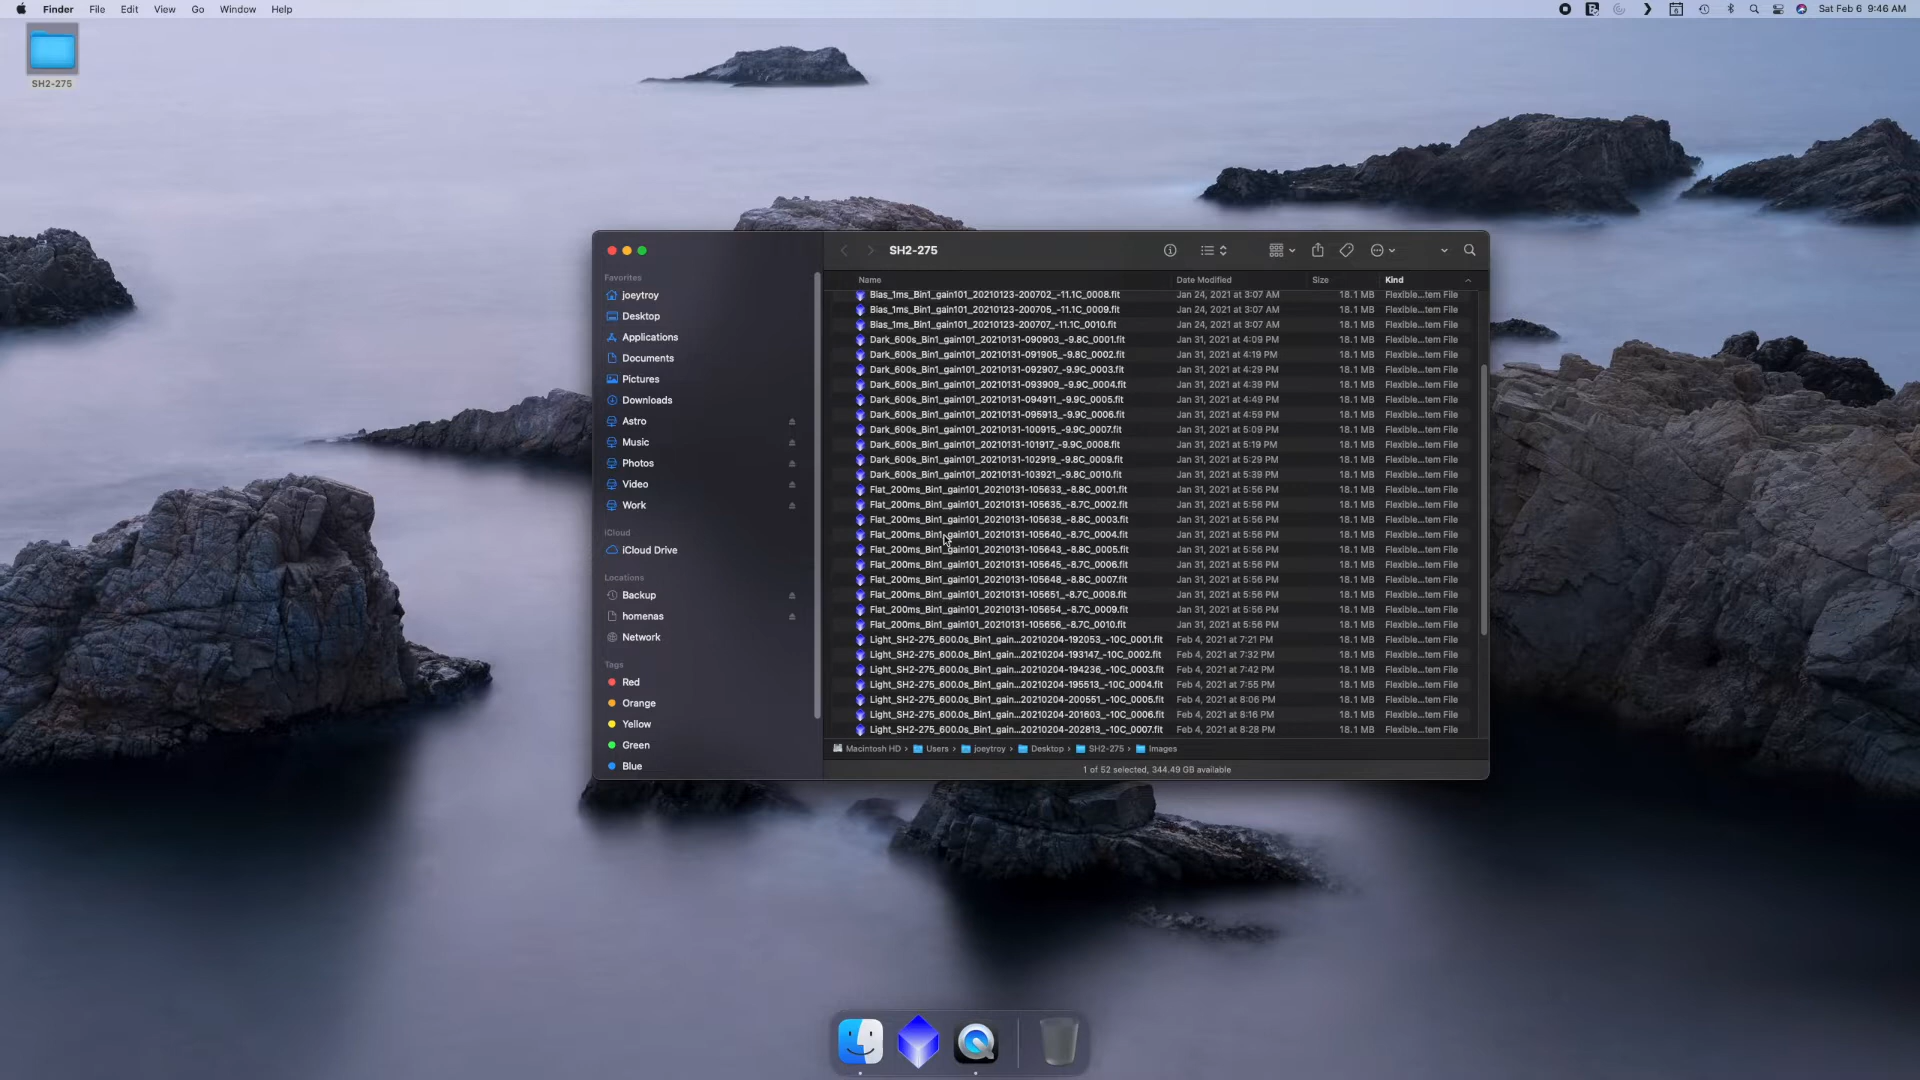 Finder File Edit View Go Window Help
6
Sat Feb 6 9:46 AM
SH2-275
SH2-275
Favorites
joeytroy
Desktop
Applications
Documents
Pictures
Downloads
Astro
Music
Photos
Video
Work
iCloud
iCloud Drive
Locations
Backup
homenas
Network
Tags
Red
Orange
Yellow
Green
Blue
Name Date Modified Size Kind
Bias_1ms_Bin1_gain101_20210123-200702_-11.1C_0008.fit Jan 24, 2021 at 3:07 AM 18.1 MB Flexible...tem File
Bias_1ms_Bin1_gain101_20210123-200705_-11.1C_0009.fit Jan 24, 2021 at 3:07 AM 18.1 MB Flexible...tem File
Bias_1ms_Bin1_gain101_20210123-200707_-11.1C_0010.fit Jan 24, 2021 at 3:07 AM 18.1 MB Flexible...tem File
Dark_600s_Bin1_gain101_20210131-090903_-9.8C_0001.fit Jan 31, 2021 at 4:09 PM 18.1 MB Flexible...tem File
Dark_600s_Bin1_gain101_20210131-091905_-9.8C_0002.fit Jan 31, 2021 at 4:19 PM 18.1 MB Flexible...tem File
Dark_600s_Bin1_gain101_20210131-092907_-9.9C_0003.fit Jan 31, 2021 at 4:29 PM 18.1 MB Flexible...tem File
Dark_600s_Bin1_gain101_20210131-093909_-9.9C_0004.fit Jan 31, 2021 at 4:39 PM 18.1 MB Flexible...tem File
Dark_600s_Bin1_gain101_20210131-094911_-9.9C_0005.fit Jan 31, 2021 at 4:49 PM 18.1 MB Flexible...tem File
Dark_600s_Bin1_gain101_20210131-095913_-9.9C_0006.fit Jan 31, 2021 at 4:59 PM 18.1 MB Flexible...tem File
Dark_600s_Bin1_gain101_20210131-100915_-9.9C_0007.fit Jan 31, 2021 at 5:09 PM 18.1 MB Flexible...tem File
Dark_600s_Bin1_gain101_20210131-101917_-9.9C_0008.fit Jan 31, 2021 at 5:19 PM 18.1 MB Flexible...tem File
Dark_600s_Bin1_gain101_20210131-102919_-9.8C_0009.fit Jan 31, 2021 at 5:29 PM 18.1 MB Flexible...tem File
Dark_600s_Bin1_gain101_20210131-103921_-9.8C_0010.fit Jan 31, 2021 at 5:39 PM 18.1 MB Flexible...tem File
Flat_200ms_Bin1_gain101_20210131-105633_-8.8C_0001.fit Jan 31, 2021 at 5:56 PM 18.1 MB Flexible...tem File
Flat_200ms_Bin1_gain101_20210131-105635_-8.7C_0002.fit Jan 31, 2021 at 5:56 PM 18.1 MB Flexible...tem File
Flat_200ms_Bin1_gain101_20210131-105638_-8.8C_0003.fit Jan 31, 2021 at 5:56 PM 18.1 MB Flexible...tem File
Flat_200ms_Bin1_gain101_20210131-105640_-8.7C_0004.fit Jan 31, 2021 at 5:56 PM 18.1 MB Flexible...tem File
Flat_200ms_Bin1_gain101_20210131-105643_-8.8C_0005.fit Jan 31, 2021 at 5:56 PM 18.1 MB Flexible...tem File
Flat_200ms_Bin1_gain101_20210131-105645_-8.7C_0006.fit Jan 31, 2021 at 5:56 PM 18.1 MB Flexible...tem File
Flat_200ms_Bin1_gain101_20210131-105648_-8.8C_0007.fit Jan 31, 2021 at 5:56 PM 18.1 MB Flexible...tem File
Flat_200ms_Bin1_gain101_20210131-105651_-8.7C_0008.fit Jan 31, 2021 at 5:56 PM 18.1 MB Flexible...tem File
Flat_200ms_Bin1_gain101_20210131-105654_-8.7C_0009.fit Jan 31, 2021 at 5:56 PM 18.1 MB Flexible...tem File
Flat_200ms_Bin1_gain101_20210131-105656_-8.7C_0010.fit Jan 31, 2021 at 5:56 PM 18.1 MB Flexible...tem File
Light_SH2-275_600.0s_Bin1_gain...20210204-192053_-10C_0001.fit Feb 4, 2021 at 7:21 PM 18.1 MB Flexible...tem File
Light_SH2-275_600.0s_Bin1_gain...20210204-193147_-10C_0002.fit Feb 4, 2021 at 7:32 PM 18.1 MB Flexible...tem File
Light_SH2-275_600.0s_Bin1_gain...20210204-194236_-10C_0003.fit Feb 4, 2021 at 7:42 PM 18.1 MB Flexible...tem File
Light_SH2-275_600.0s_Bin1_gain...20210204-195513_-10C_0004.fit Feb 4, 2021 at 7:55 PM 18.1 MB Flexible...tem File
Light_SH2-275_600.0s_Bin1_gain...20210204-200551_-10C_0005.fit Feb 4, 2021 at 8:06 PM 18.1 MB Flexible...tem File
Light_SH2-275_600.0s_Bin1_gain...20210204-201603_-10C_0006.fit Feb 4, 2021 at 8:16 PM 18.1 MB Flexible...tem File
Light_SH2-275_600.0s_Bin1_gain...20210204-202813_-10C_0007.fit Feb 4, 2021 at 8:28 PM 18.1 MB Flexible...tem File
Macintosh HD › Users › joeytroy › Desktop › SH2-275 › Images
1 of 52 selected, 344.49 GB available